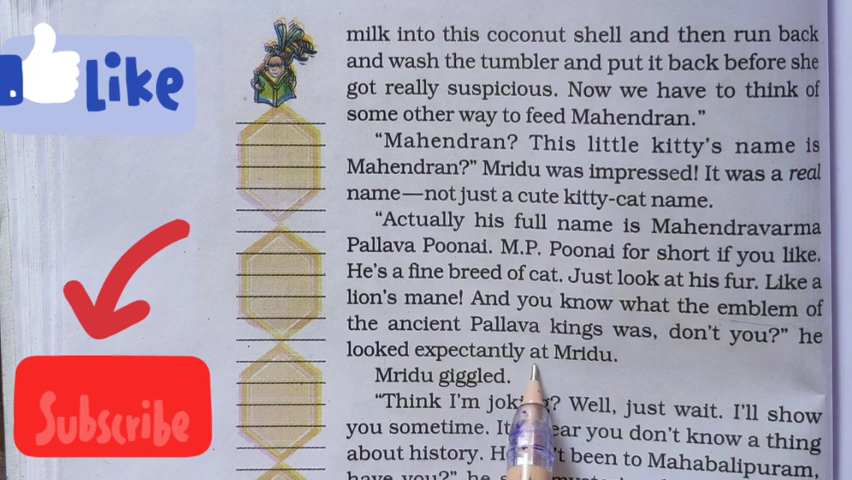 Like
Subscribe
milk into this coconut shell and then run back
and wash the tumbler and put it back before she
got really suspicious. Now we have to think of
some other way to feed Mahendran.”
“Mahendran? This little kitty’s name is
Mahendran?” Mridu was impressed! It was a real
name—not just a cute kitty-cat name.
“Actually his full name is Mahendravarma
Pallava Poonai. M.P. Poonai for short if you like.
He’s a fine breed of cat. Just look at his fur. Like a
lion’s mane! And you know what the emblem of
the ancient Pallava kings was, don’t you?” he
looked expectantly at Mridu.
Mridu giggled.
“Think I’m joking? Well, just wait. I’ll show
you sometime. It’s you don’t know a thing
about history. been to Mahabalipuram,
have you?” he